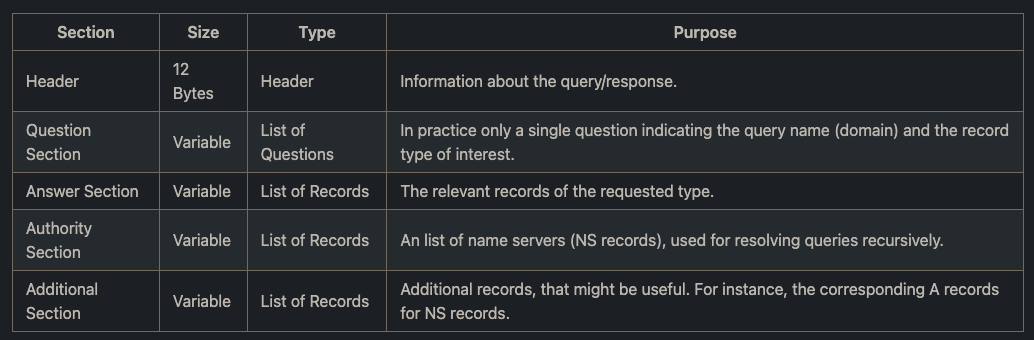 Section Size Type Purpose
Header 12 Bytes Header Information about the query/response.
Question Section Variable List of Questions In practice only a single question indicating the query name (domain) and the record type of interest.
Answer Section Variable List of Records The relevant records of the requested type.
Authority Section Variable List of Records An list of name servers (NS records), used for resolving queries recursively.
Additional Section Variable List of Records Additional records, that might be useful. For instance, the corresponding A records for NS records.